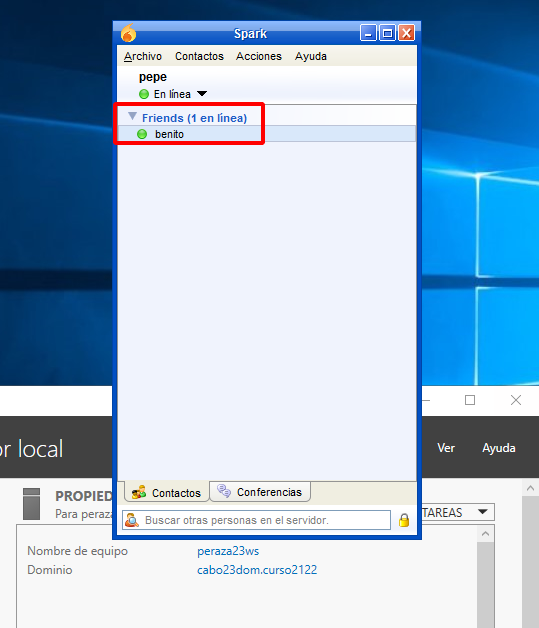 Spark
Archivo Contactos Acciones Ayuda
pepe
En línea
Friends (1 en línea)
benito
Contactos Conferencias
Buscar otras personas en el servidor.
or local
Ver Ayuda
PROPIED
Para peraza
TAREAS
Nombre de equipo peraza23ws
Dominio cabo23dom.curso2122